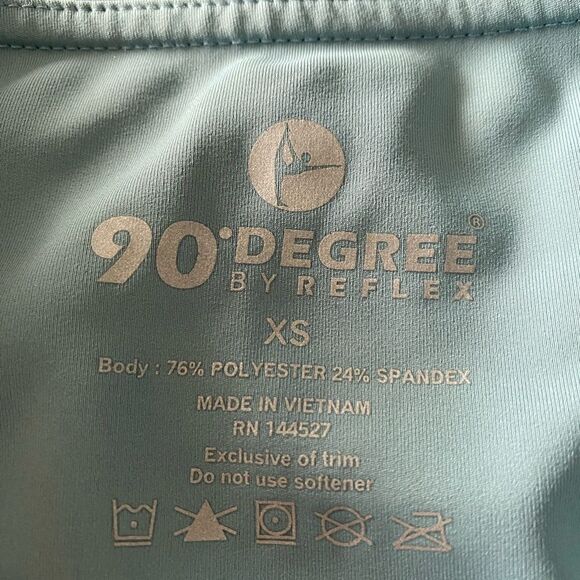 90° DEGREE®
BY REFLEX
XS
Body : 76% POLYESTER 24% SPANDEX
MADE IN VIETNAM
RN 144527
Exclusive of trim
Do not use softener